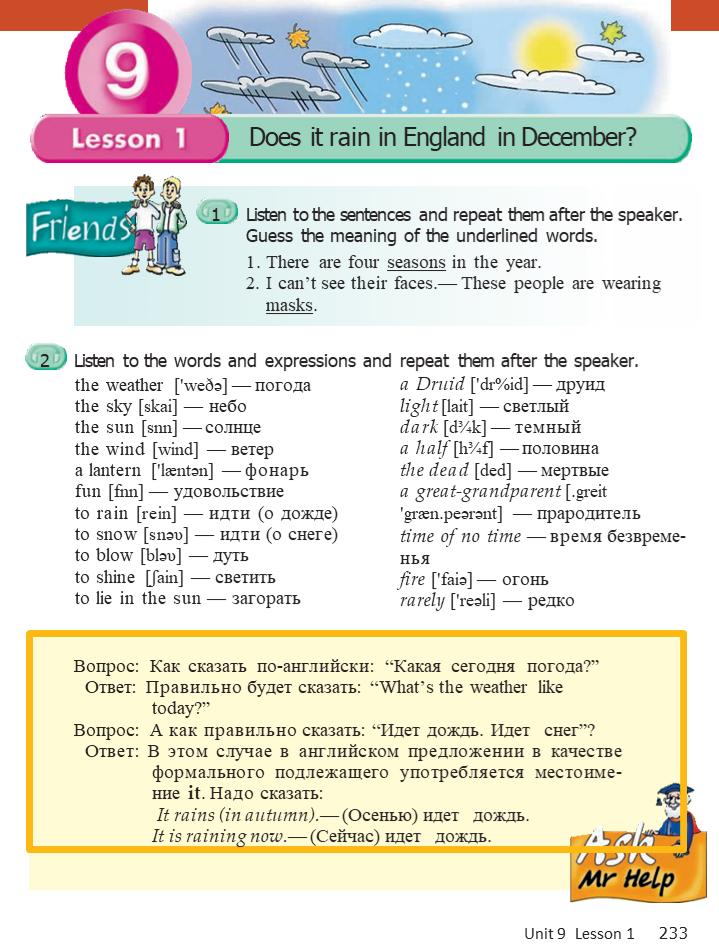 9
Lesson 1
Does it rain in England in December?
Friends
1
Listen to the sentences and repeat them after the speaker.
Guess the meaning of the underlined words.
1. There are four seasons in the year.
2. I can't see their faces.— These people are wearing
masks.
2
Listen to the words and expressions and repeat them after the speaker.
the weather ['weðə] — погода
the sky [skai] — небо
the sun [snn] — солнце
the wind [wind] — ветер
a lantern ['læntən] — фонарь
fun [fnn] — удовольствие
to rain [rein] — идти (о дожде)
to snow [snəʋ] — идти (о снеге)
to blow [bləʋ] — дуть
to shine [ʃain] — светить
to lie in the sun — загорать
a Druid ['dr%id] — друид
light [lait] — светлый
dark [d¾k] — темный
a half [h¾f] — половина
the dead [ded] — мертвые
a great-grandparent [.greit
'græn.peərənt] — прародитель
time of no time — время безвреме-
нья
fire ['faiə] — огонь
rarely ['reəli] — редко
Вопрос: Как сказать по-английски: “Какая сегодня погода?”
Ответ: Правильно будет сказать: “What's the weather like
today?”
Вопрос: А как правильно сказать: “Идет дождь. Идет снег”?
Ответ: В этом случае в английском предложении в качестве
формального подлежащего употребляется местоиме-
ние it. Надо сказать:
It rains (in autumn).— (Осенью) идет дождь.
It is raining now.— (Сейчас) идет дождь.
Ask
Mr Help
Unit 9 Lesson 1 233